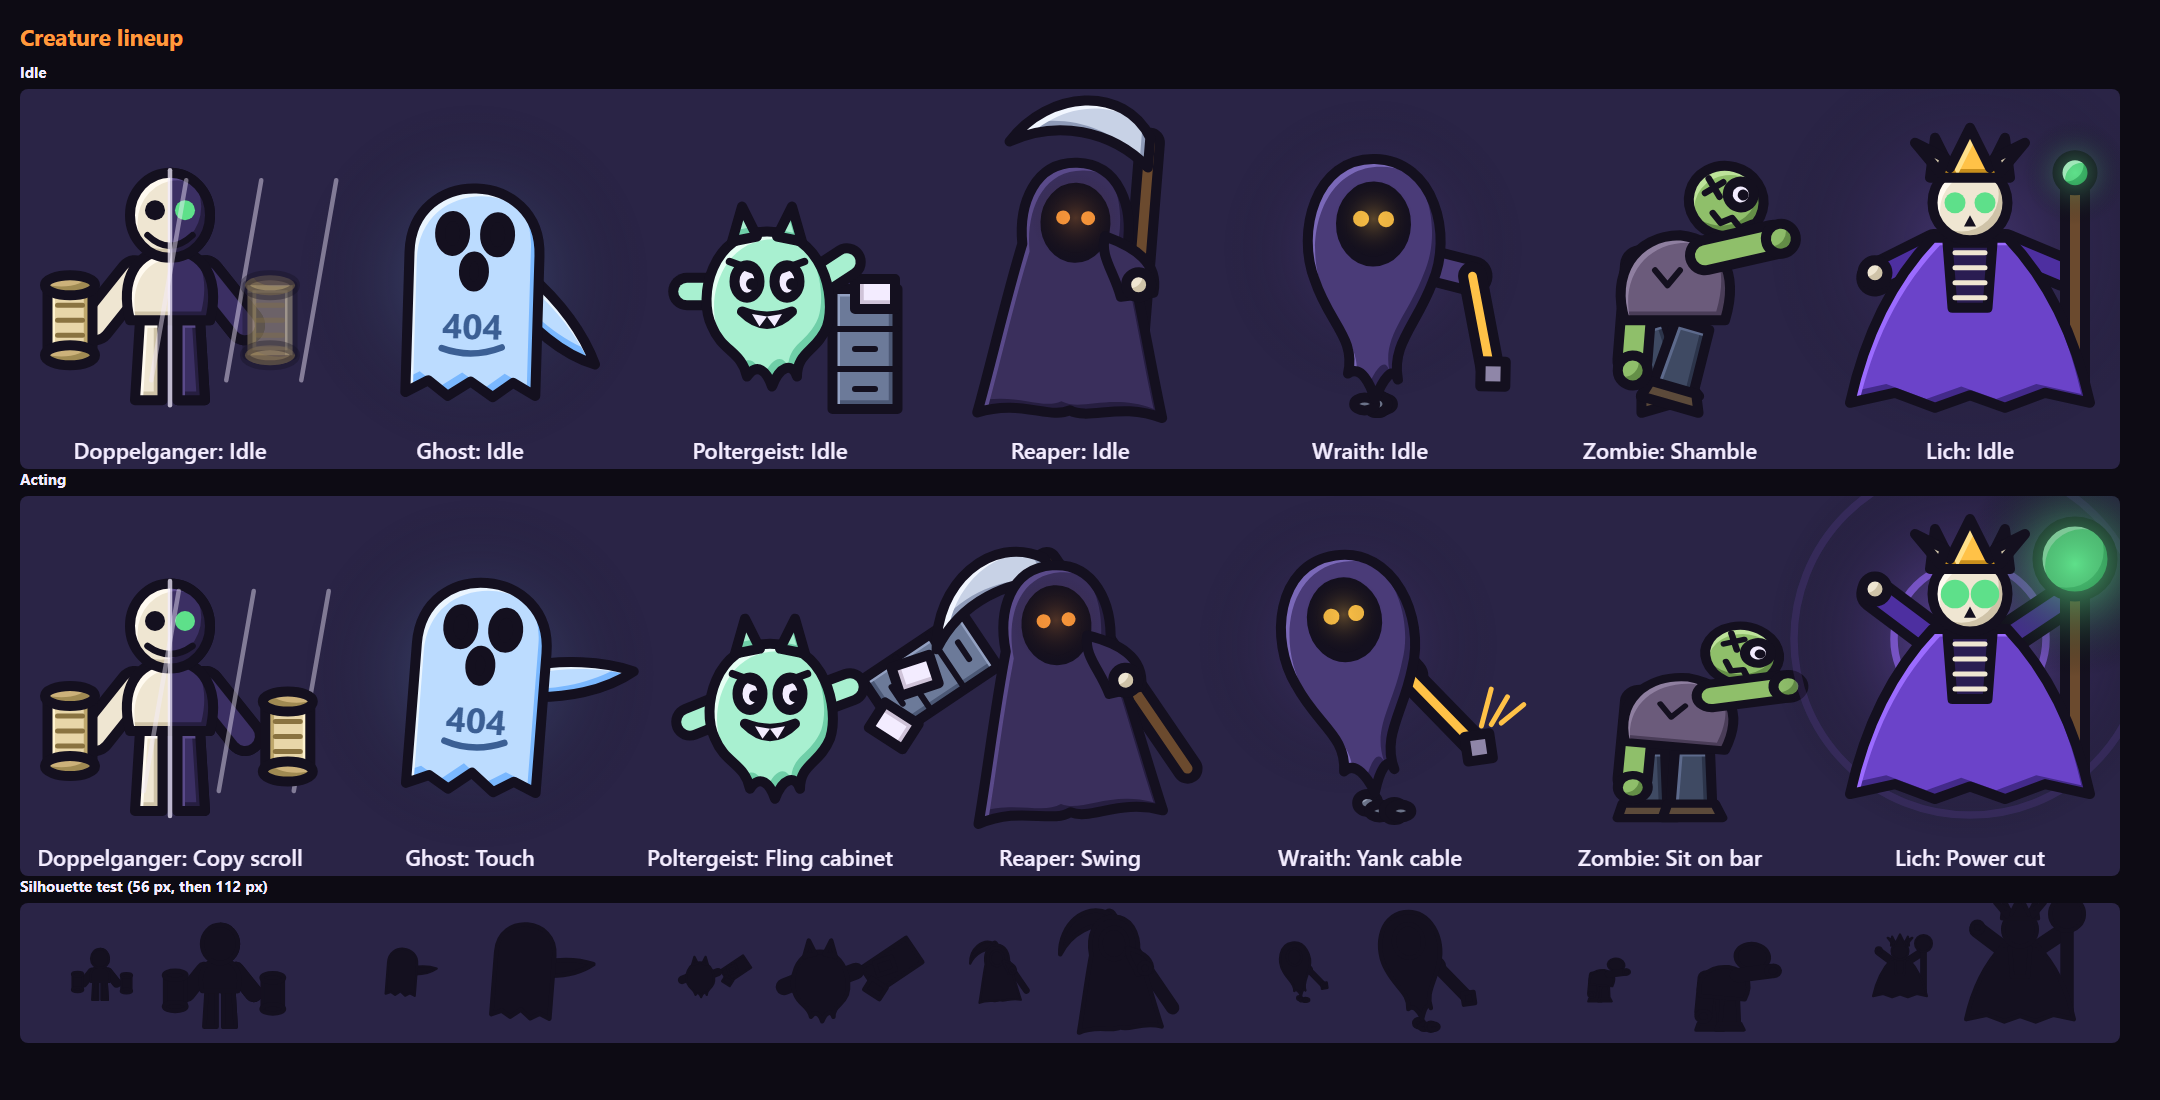 Creature lineup
Idle
404
Doppelganger: Idle
Ghost: Idle
Poltergeist: Idle
Reaper: Idle
Wraith: Idle
Zombie: Shamble
Lich: Idle
Acting
404
Doppelganger: Copy scroll
Ghost: Touch
Poltergeist: Fling cabinet
Reaper: Swing
Wraith: Yank cable
Zombie: Sit on bar
Lich: Power cut
Silhouette test (56 px, then 112 px)